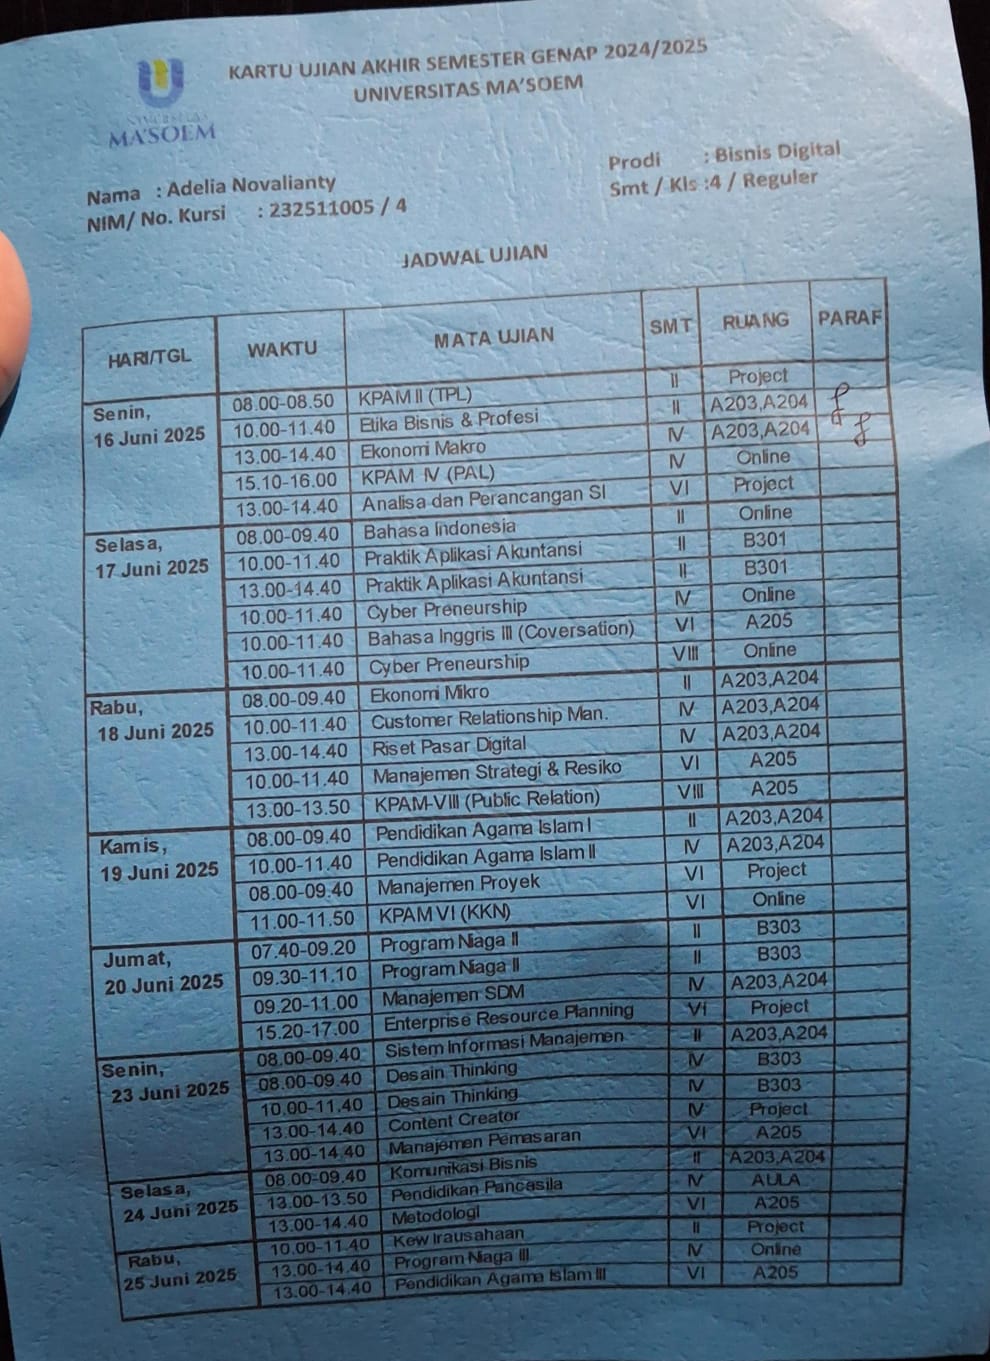 KARTU UJIAN AKHIR SEMESTER GENAP 2024/2025
UNIVERSITAS MA'SOEM
UNIVERSITAS
MA'SOEM
Nama : Adelia Novalianty
NIM/ No. Kursi : 232511005 / 4
Prodi : Bisnis Digital
Smt / Kls :4 / Reguler
JADWAL UJIAN
HARI/TGL WAKTU MATA UJIAN SMT RUANG PARAF
Senin,
16 Juni 2025
08.00-08.50 KPAM II (TPL) II Project
10.00-11.40 Etika Bisnis & Profesi II A203,A204
13.00-14.40 Ekonomi Makro IV A203,A204
15.10-16.00 KPAM IV (PAL) IV Online
13.00-14.40 Analisa dan Perancangan SI VI Project
Selasa,
17 Juni 2025
08.00-09.40 Bahasa Indonesia II Online
10.00-11.40 Praktik Aplikasi Akuntansi II B301
13.00-14.40 Praktik Aplikasi Akuntansi II B301
10.00-11.40 Cyber Preneurship IV Online
10.00-11.40 Bahasa Inggris III (Coversation) VI A205
10.00-11.40 Cyber Preneurship VIII Online
Rabu,
18 Juni 2025
08.00-09.40 Ekonomi Mikro II A203,A204
10.00-11.40 Customer Relationship Man. IV A203,A204
13.00-14.40 Riset Pasar Digital IV A203,A204
10.00-11.40 Manajemen Strategi & Resiko VI A205
13.00-13.50 KPAM-VIII (Public Relation) VIII A205
Kamis,
19 Juni 2025
08.00-09.40 Pendidikan Agama Islam I II A203,A204
10.00-11.40 Pendidikan Agama Islam II IV A203,A204
08.00-09.40 Manajemen Proyek VI Project
11.00-11.50 KPAM VI (KKN) VI Online
Jumat,
20 Juni 2025
07.40-09.20 Program Niaga II II B303
09.30-11.10 Program Niaga II II B303
09.20-11.00 Manajemen SDM IV A203,A204
15.20-17.00 Enterprise Resource Planning VI Project
Senin,
23 Juni 2025
08.00-09.40 Sistem Informasi Manajemen II A203,A204
08.00-09.40 Desain Thinking IV B303
10.00-11.40 Desain Thinking IV B303
13.00-14.40 Content Creator IV Project
13.00-14.40 Manajemen Pemasaran VI A205
Selasa,
24 Juni 2025
08.00-09.40 Komunikasi Bisnis II A203,A204
13.00-13.50 Pendidikan Pancasila IV AULA
13.00-14.40 Metodologi VI A205
Rabu,
25 Juni 2025
10.00-11.40 Kew Irausahaan II Project
13.00-14.40 Program Niaga III IV Online
13.00-14.40 Pendidikan Agama Islam III VI A205